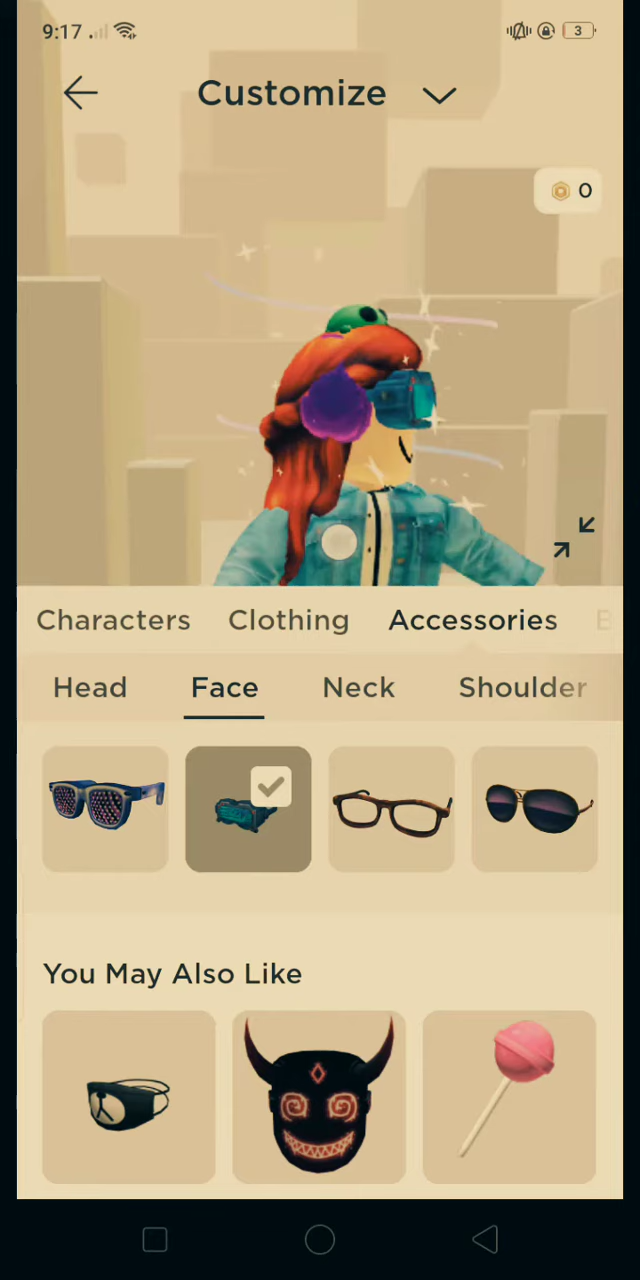 9:17
3
Customize
0
Characters Clothing Accessories
Head Face Neck Shoulder
You May Also Like